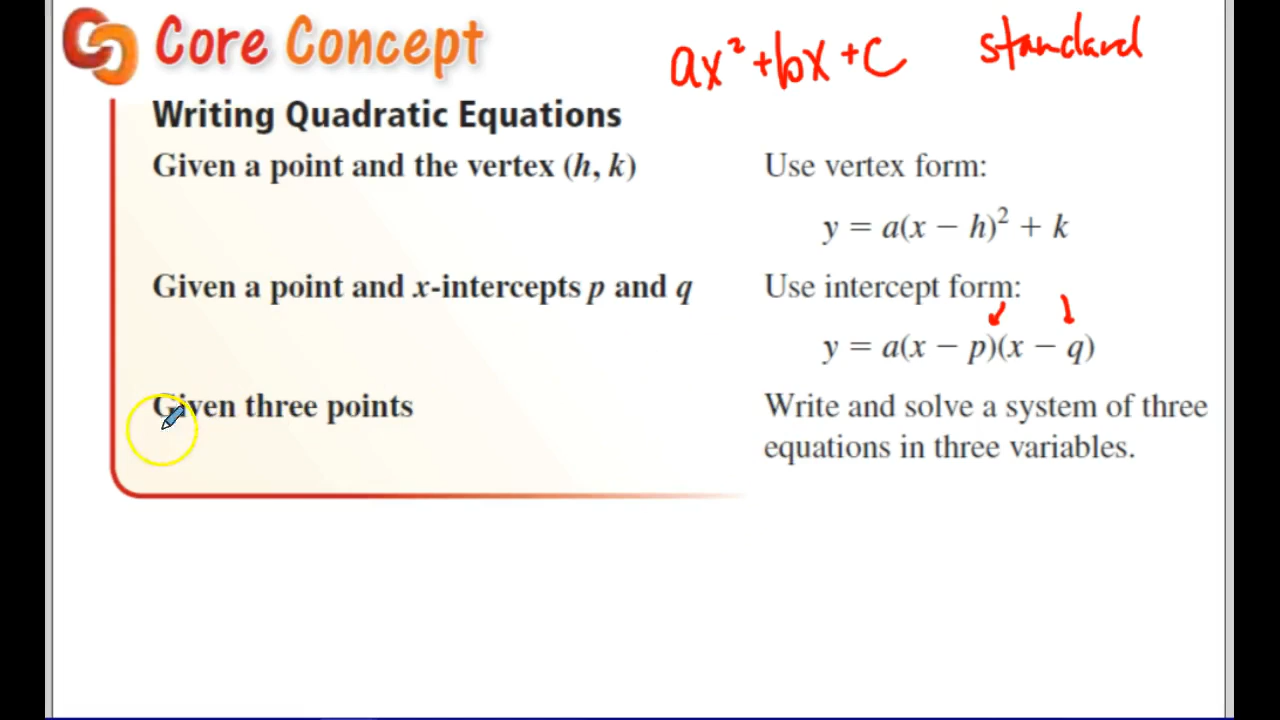 Core Concept
ax² + bx + c standard
Writing Quadratic Equations
Given a point and the vertex (h, k)
Use vertex form:
y = a(x − h)² + k
Given a point and x-intercepts p and q
Use intercept form:
y = a(x − p)(x − q)
Given three points
Write and solve a system of three
equations in three variables.